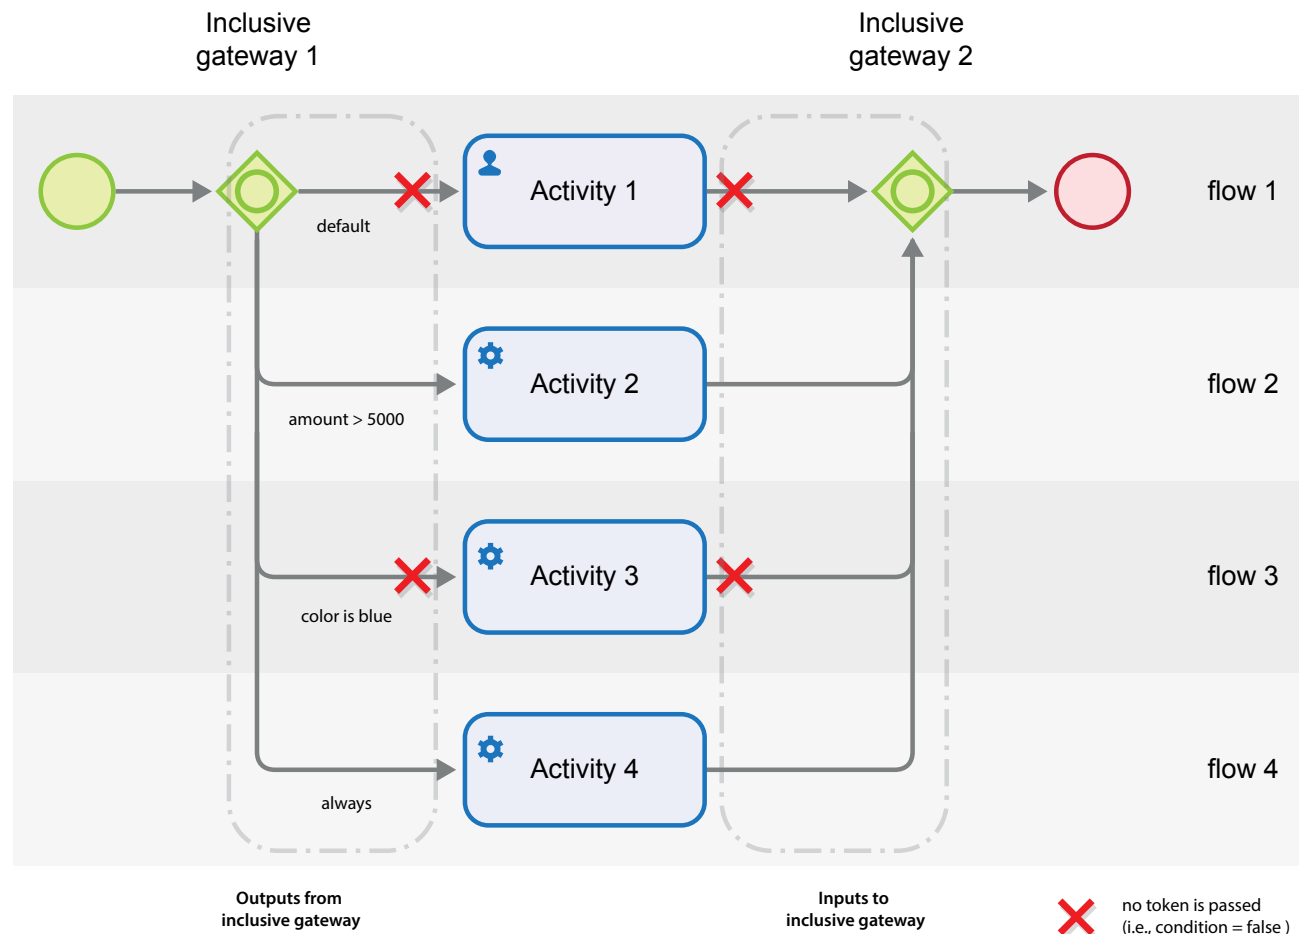 Inclusive
gateway 1
Inclusive
gateway 2
Activity 1
flow 1
default
Activity 2
flow 2
amount > 5000
Activity 3
flow 3
color is blue
Activity 4
flow 4
always
Outputs from
inclusive gateway
Inputs to
inclusive gateway
no token is passed
(i.e., condition = false )